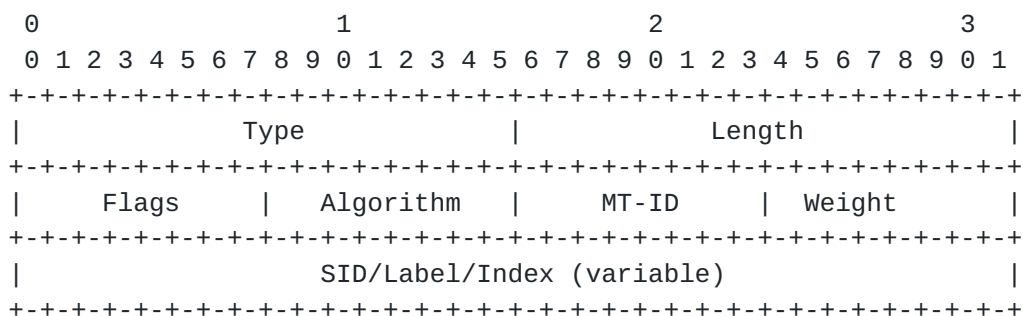 0                   1                   2                   3
 0 1 2 3 4 5 6 7 8 9 0 1 2 3 4 5 6 7 8 9 0 1 2 3 4 5 6 7 8 9 0 1
+-+-+-+-+-+-+-+-+-+-+-+-+-+-+-+-+-+-+-+-+-+-+-+-+-+-+-+-+-+-+-+-+
|              Type             |            Length             |
+-+-+-+-+-+-+-+-+-+-+-+-+-+-+-+-+-+-+-+-+-+-+-+-+-+-+-+-+-+-+-+-+
|     Flags     |   Algorithm   |     MT-ID     |  Weight       |
+-+-+-+-+-+-+-+-+-+-+-+-+-+-+-+-+-+-+-+-+-+-+-+-+-+-+-+-+-+-+-+-+
|                   SID/Label/Index (variable)                  |
+-+-+-+-+-+-+-+-+-+-+-+-+-+-+-+-+-+-+-+-+-+-+-+-+-+-+-+-+-+-+-+-+